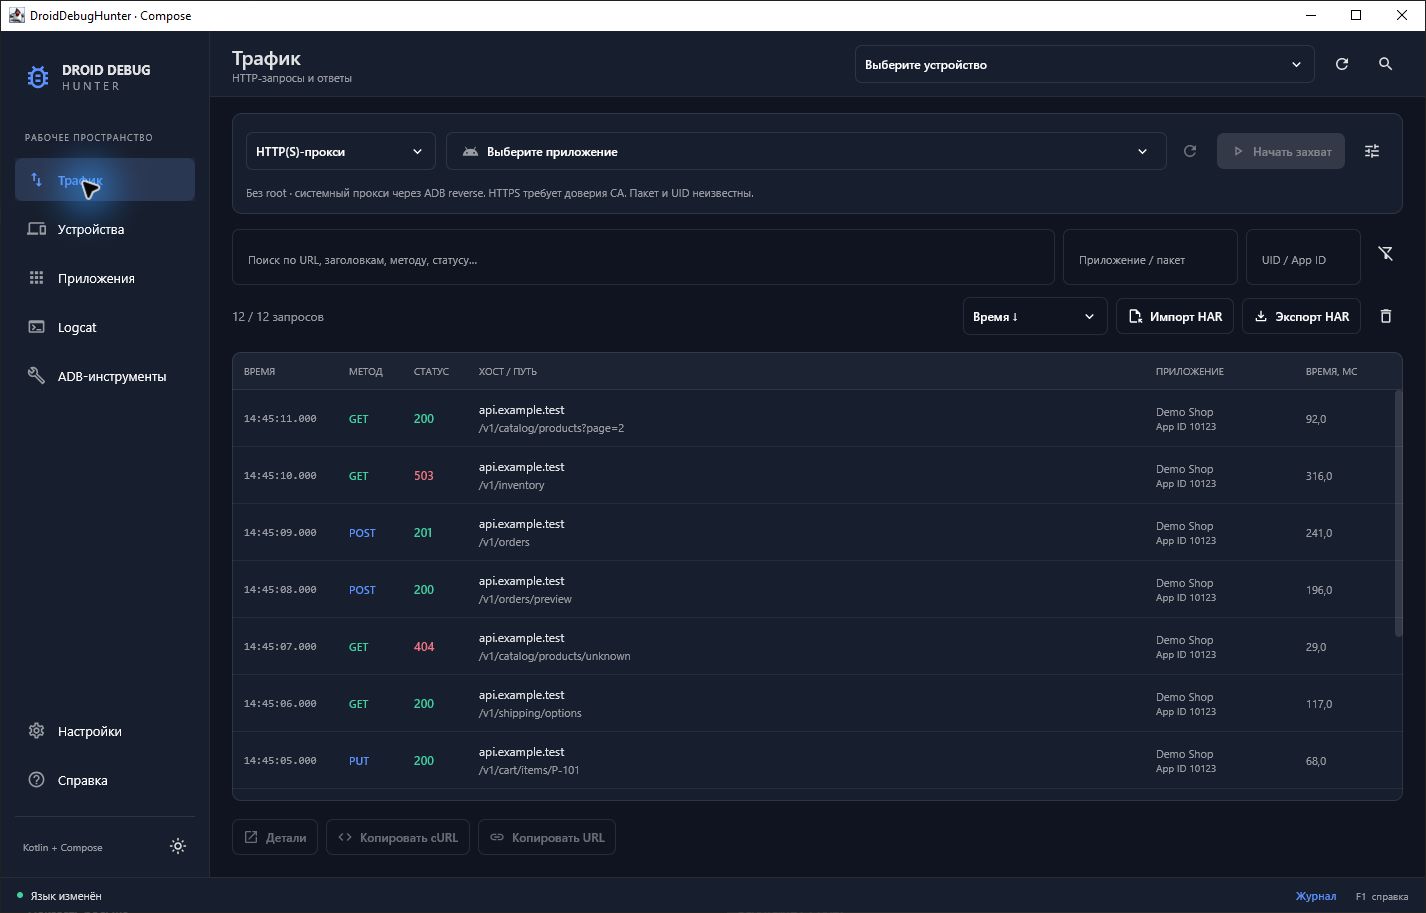 DroidDebugHunter · Compose
DROID DEBUG
HUNTER
РАБОЧЕЕ ПРОСТРАНСТВО
Трафик
Устройства
Приложения
Logcat
ADB-инструменты
Настройки
Справка
Kotlin + Compose
Трафик
HTTP-запросы и ответы
Выберите устройство
HTTP(S)-прокси
Выберите приложение
Начать захват
Без root · системный прокси через ADB reverse. HTTPS требует доверия CA. Пакет и UID неизвестны.
Поиск по URL, заголовкам, методу, статусу...
Приложение / пакет
UID / App ID
12 / 12 запросов
Время ↓
Импорт HAR
Экспорт HAR
ВРЕМЯ МЕТОД СТАТУС ХОСТ / ПУТЬ ПРИЛОЖЕНИЕ ВРЕМЯ, МС
14:45:11.000 GET 200 api.example.test
/v1/catalog/products?page=2
Demo Shop
App ID 10123
92,0
14:45:10.000 GET 503 api.example.test
/v1/inventory
Demo Shop
App ID 10123
316,0
14:45:09.000 POST 201 api.example.test
/v1/orders
Demo Shop
App ID 10123
241,0
14:45:08.000 POST 200 api.example.test
/v1/orders/preview
Demo Shop
App ID 10123
196,0
14:45:07.000 GET 404 api.example.test
/v1/catalog/products/unknown
Demo Shop
App ID 10123
29,0
14:45:06.000 GET 200 api.example.test
/v1/shipping/options
Demo Shop
App ID 10123
117,0
14:45:05.000 PUT 200 api.example.test
/v1/cart/items/P-101
Demo Shop
App ID 10123
68,0
Детали
Копировать cURL
Копировать URL
Язык изменён
Журнал
F1 справка